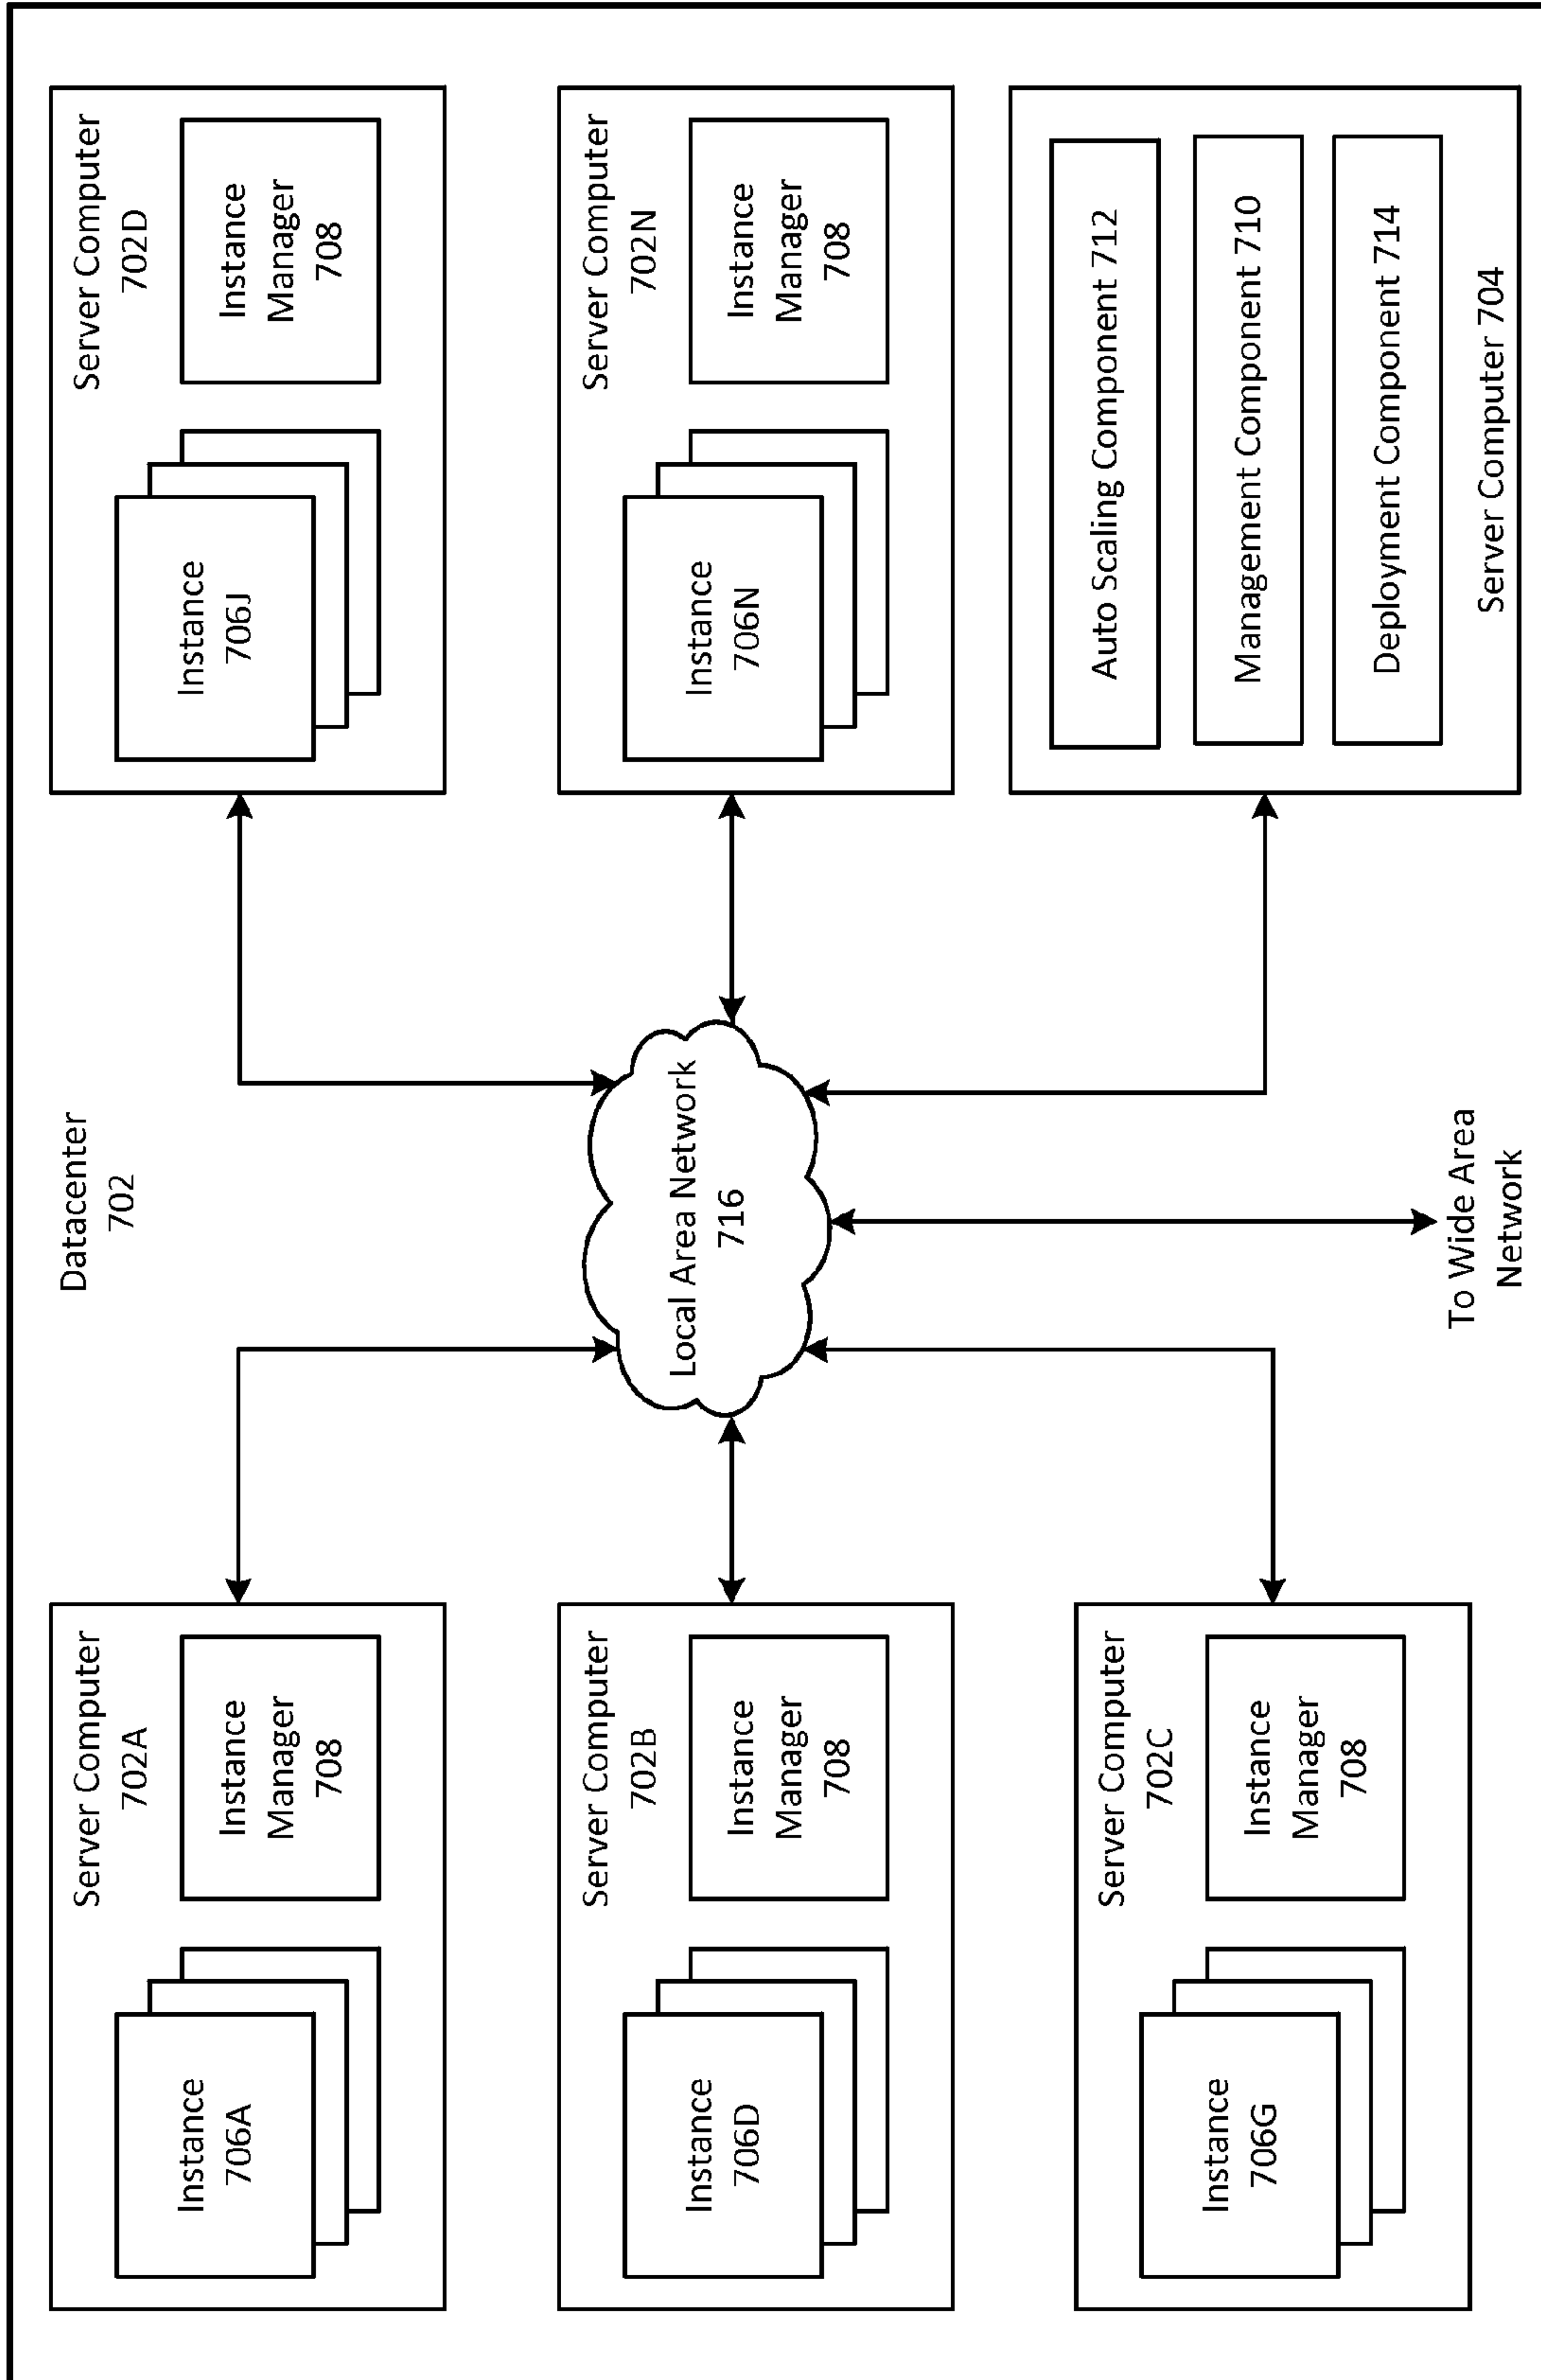 Datacenter
702
Server Computer
702A
Instance
706A
Instance
Manager
708
Server Computer
702B
Instance
706D
Instance
Manager
708
Server Computer
702C
Instance
706G
Instance
Manager
708
Local Area Network
716
To Wide Area
Network
Server Computer
702D
Instance
706J
Instance
Manager
708
Server Computer
702N
Instance
706N
Instance
Manager
708
Auto Scaling Component 712
Management Component 710
Deployment Component 714
Server Computer 704